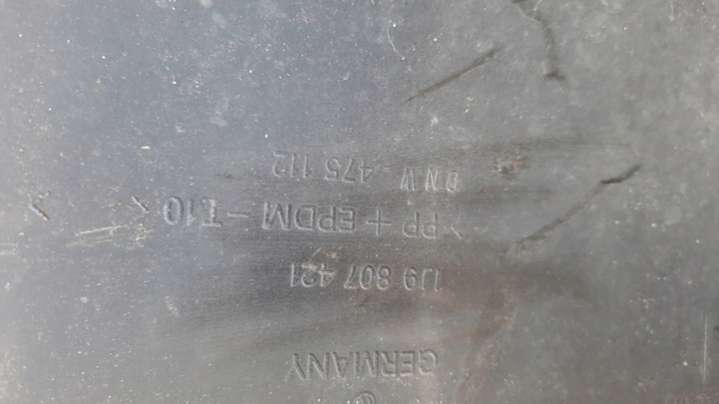 GERMANY
1J9 807 421
>PP + EPDM - T10<
DNW 475 112